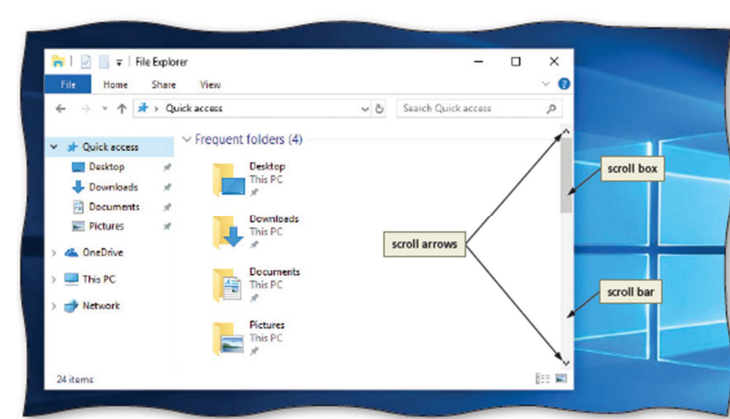 File Explorer
File Home Share View
Quick access
Search Quick access
Quick access
Desktop
Downloads
Documents
Pictures
OneDrive
This PC
Network
Frequent folders (4)
Desktop
This PC
Downloads
This PC
Documents
This PC
Pictures
This PC
24 items
scroll box
scroll arrows
scroll bar